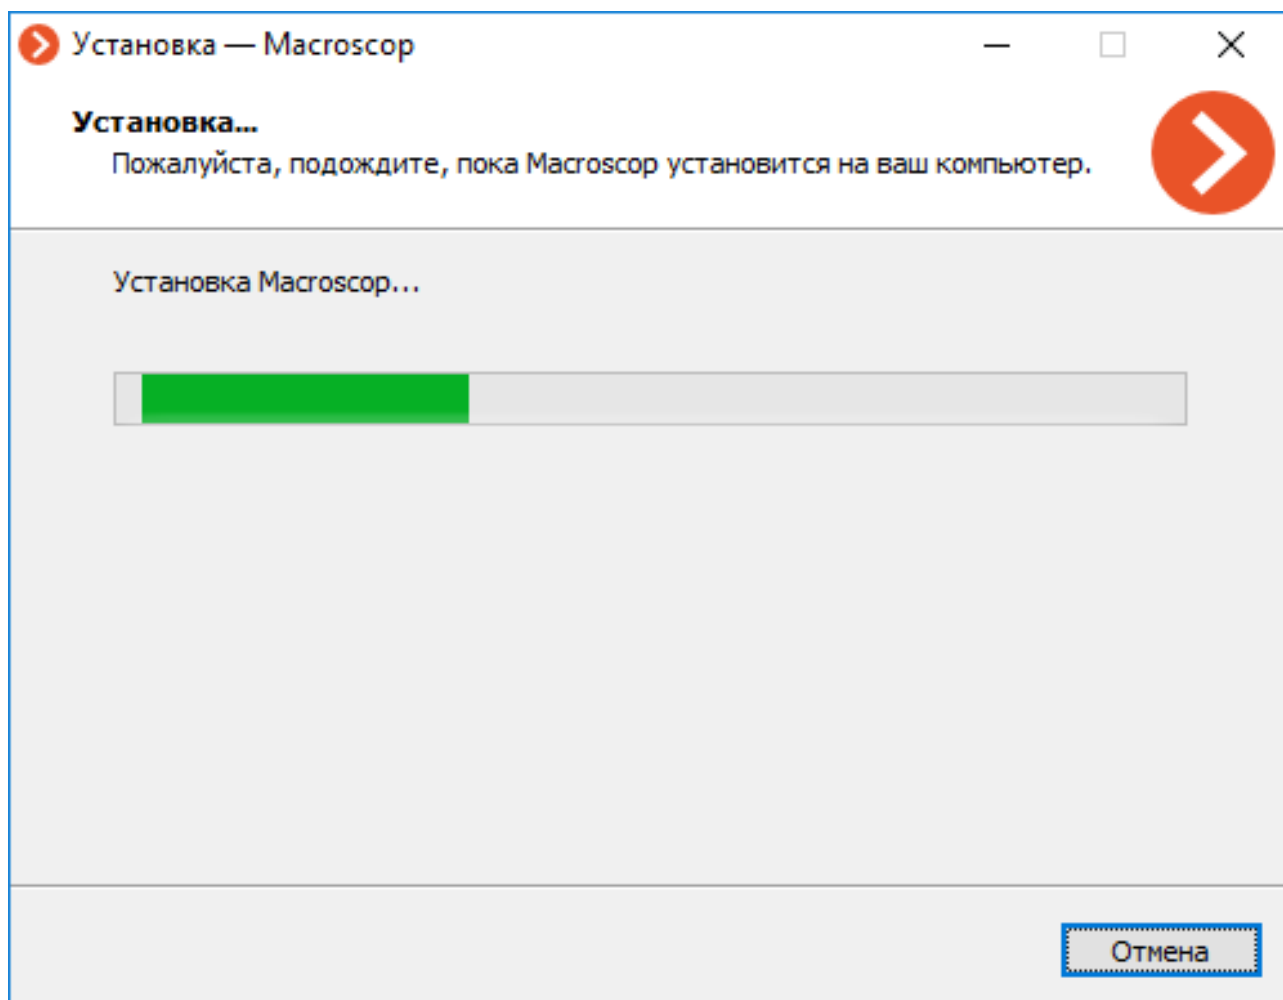 Установка — Macroscop
Установка...
Пожалуйста, подождите, пока Macroscop установится на ваш компьютер.
Установка Macroscop...
Отмена